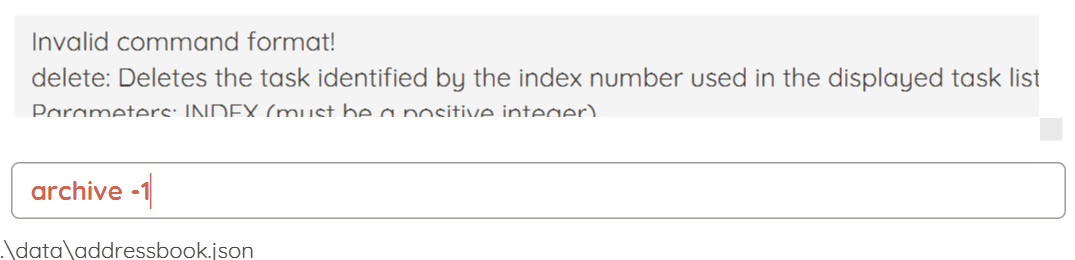 Invalid command format!
delete: Deletes the task identified by the index number used in the displayed task list
Parameters: INDEX (must be a positive integer)
archive -1
.\data\addressbook.json